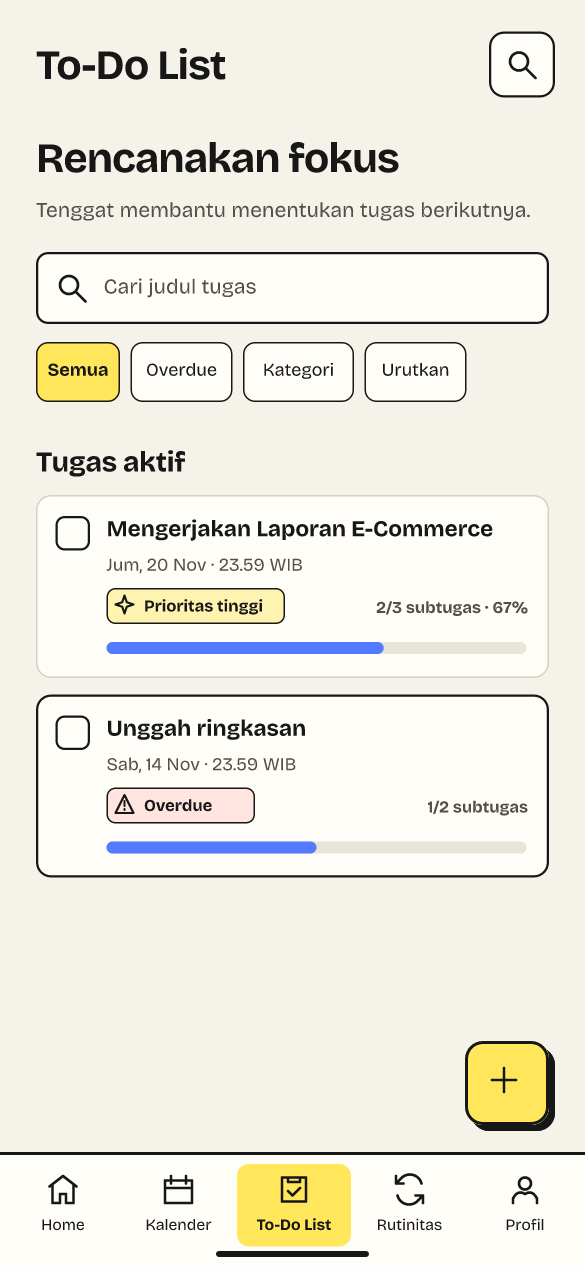 To-Do List
Rencanakan fokus
Tenggat membantu menentukan tugas berikutnya.
Cari judul tugas
Semua
Overdue
Kategori
Urutkan
Tugas aktif
Mengerjakan Laporan E-Commerce
Jum, 20 Nov · 23.59 WIB
Prioritas tinggi
2/3 subtugas · 67%
Unggah ringkasan
Sab, 14 Nov · 23.59 WIB
Overdue
1/2 subtugas
Home
Kalender
To-Do List
Rutinitas
Profil